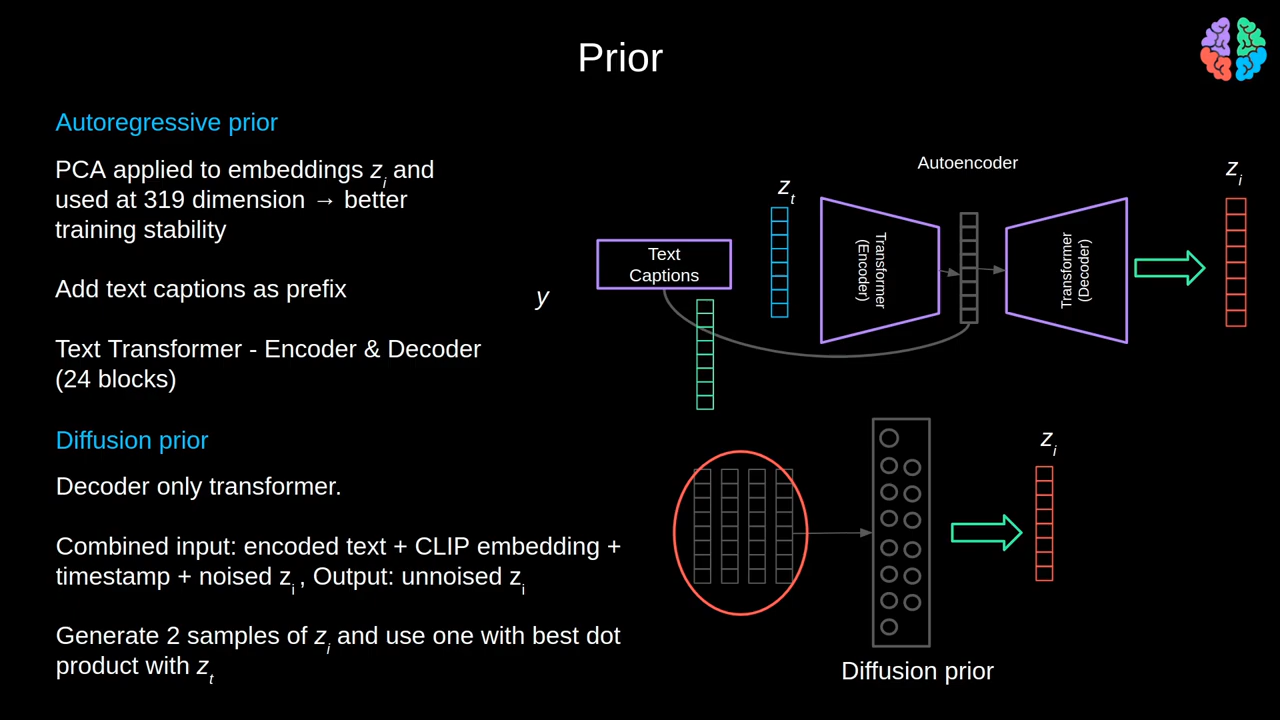 Prior
Autoregressive prior
PCA applied to embeddings zi and
used at 319 dimension → better
training stability
Add text captions as prefix
Text Transformer - Encoder & Decoder
(24 blocks)
Diffusion prior
Decoder only transformer.
Combined input: encoded text + CLIP embedding +
timestamp + noised zi , Output: unnoised zi
Generate 2 samples of zi and use one with best dot
product with zt
Autoencoder
zt
zi
Text
Captions
y
Transformer
(Encoder)
Transformer
(Decoder)
zi
Diffusion prior